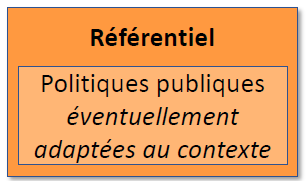 Référentiel
Politiques publiques
éventuellement
adaptées au contexte